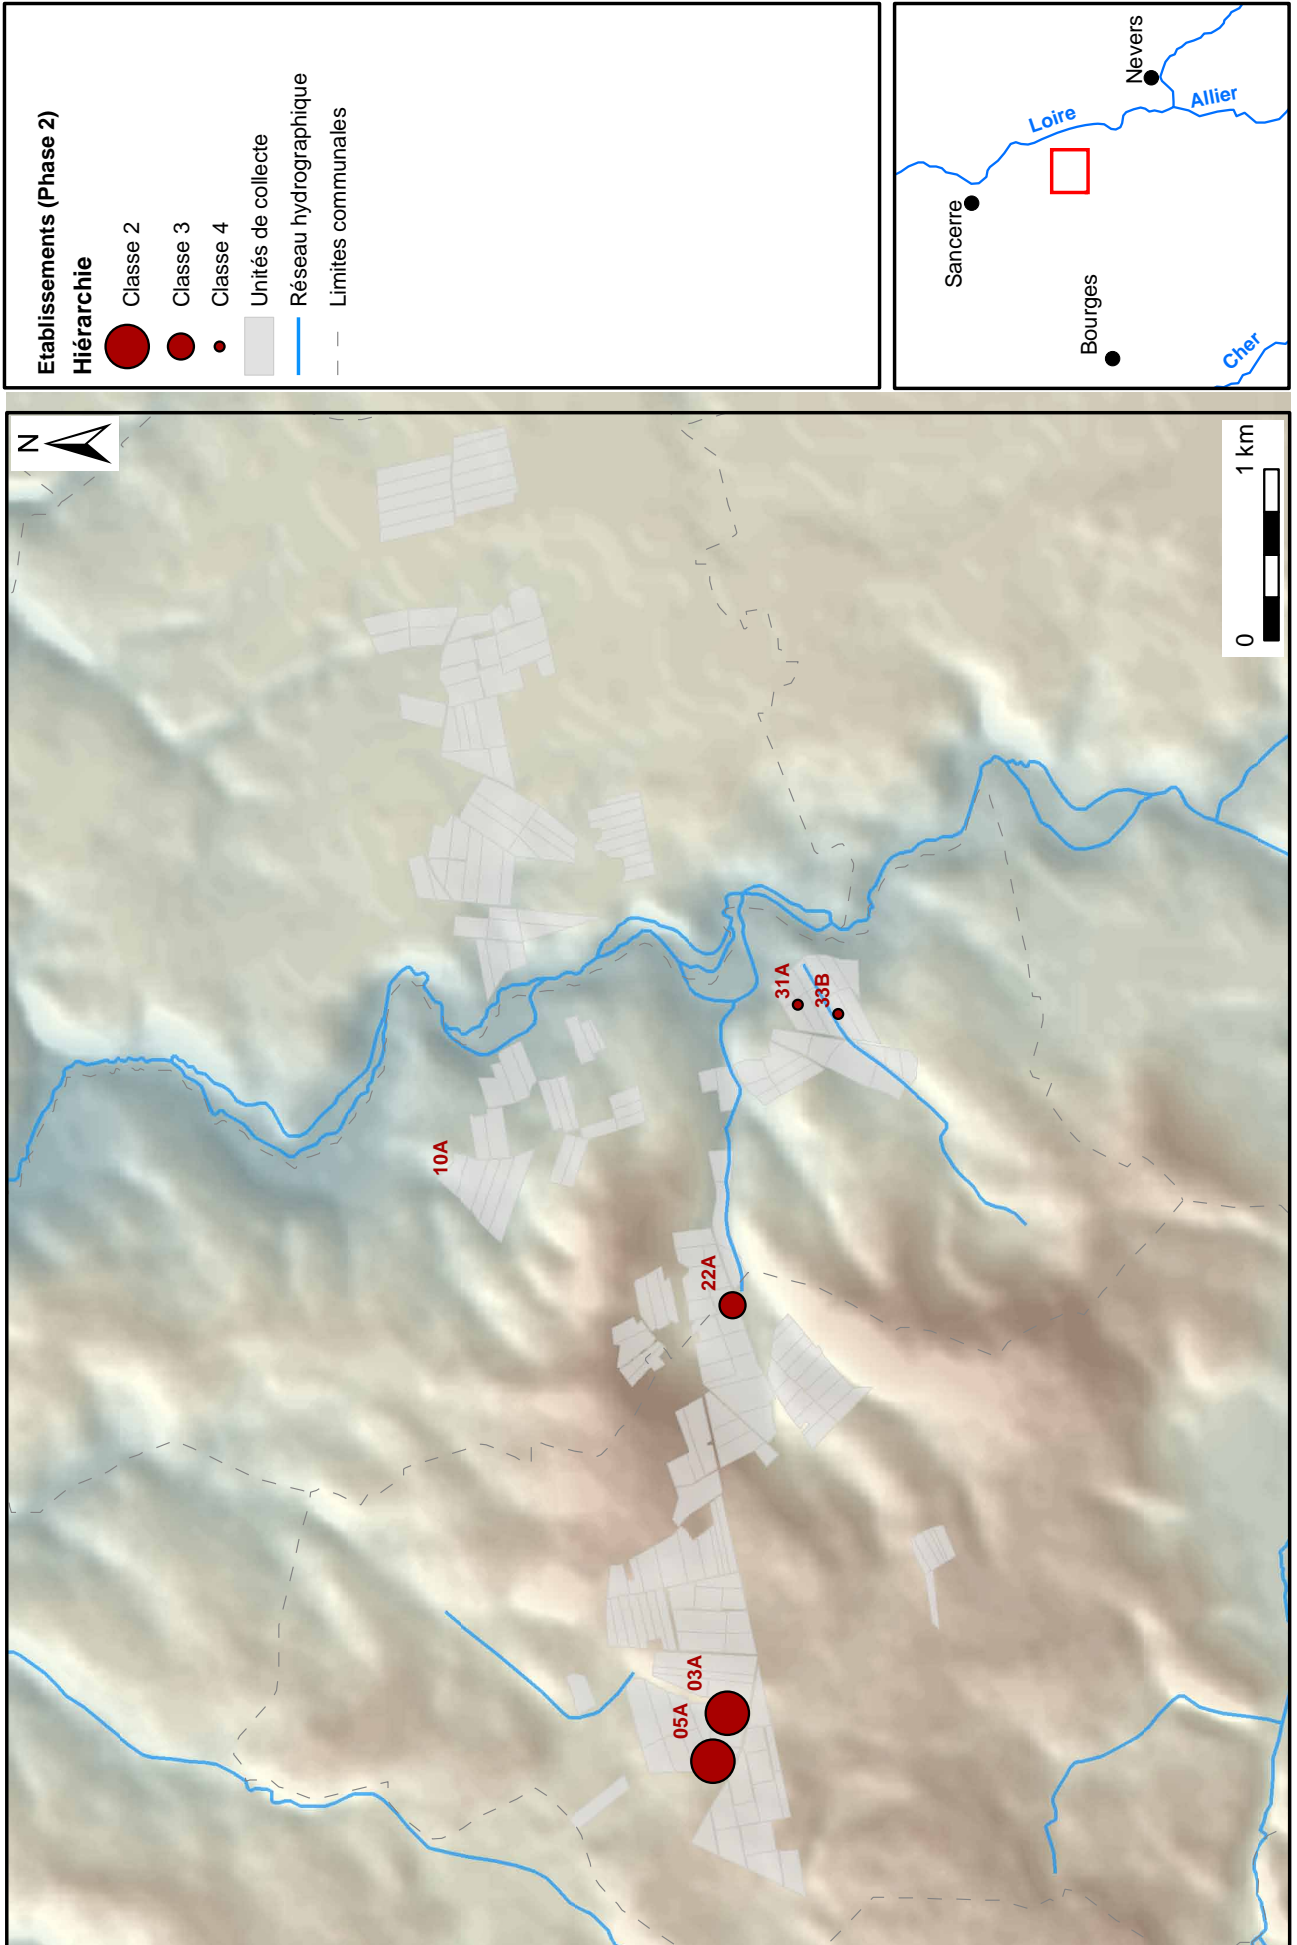 Etablissements (Phase 2)
Hiérarchie
Classe 2
Classe 3
Classe 4
Unités de collecte
Réseau hydrographique
Limites communales
Sancerre
Bourges
Nevers
Loire
Allier
Cher
N
10A
31A
33B
22A
03A
05A
0
1 km